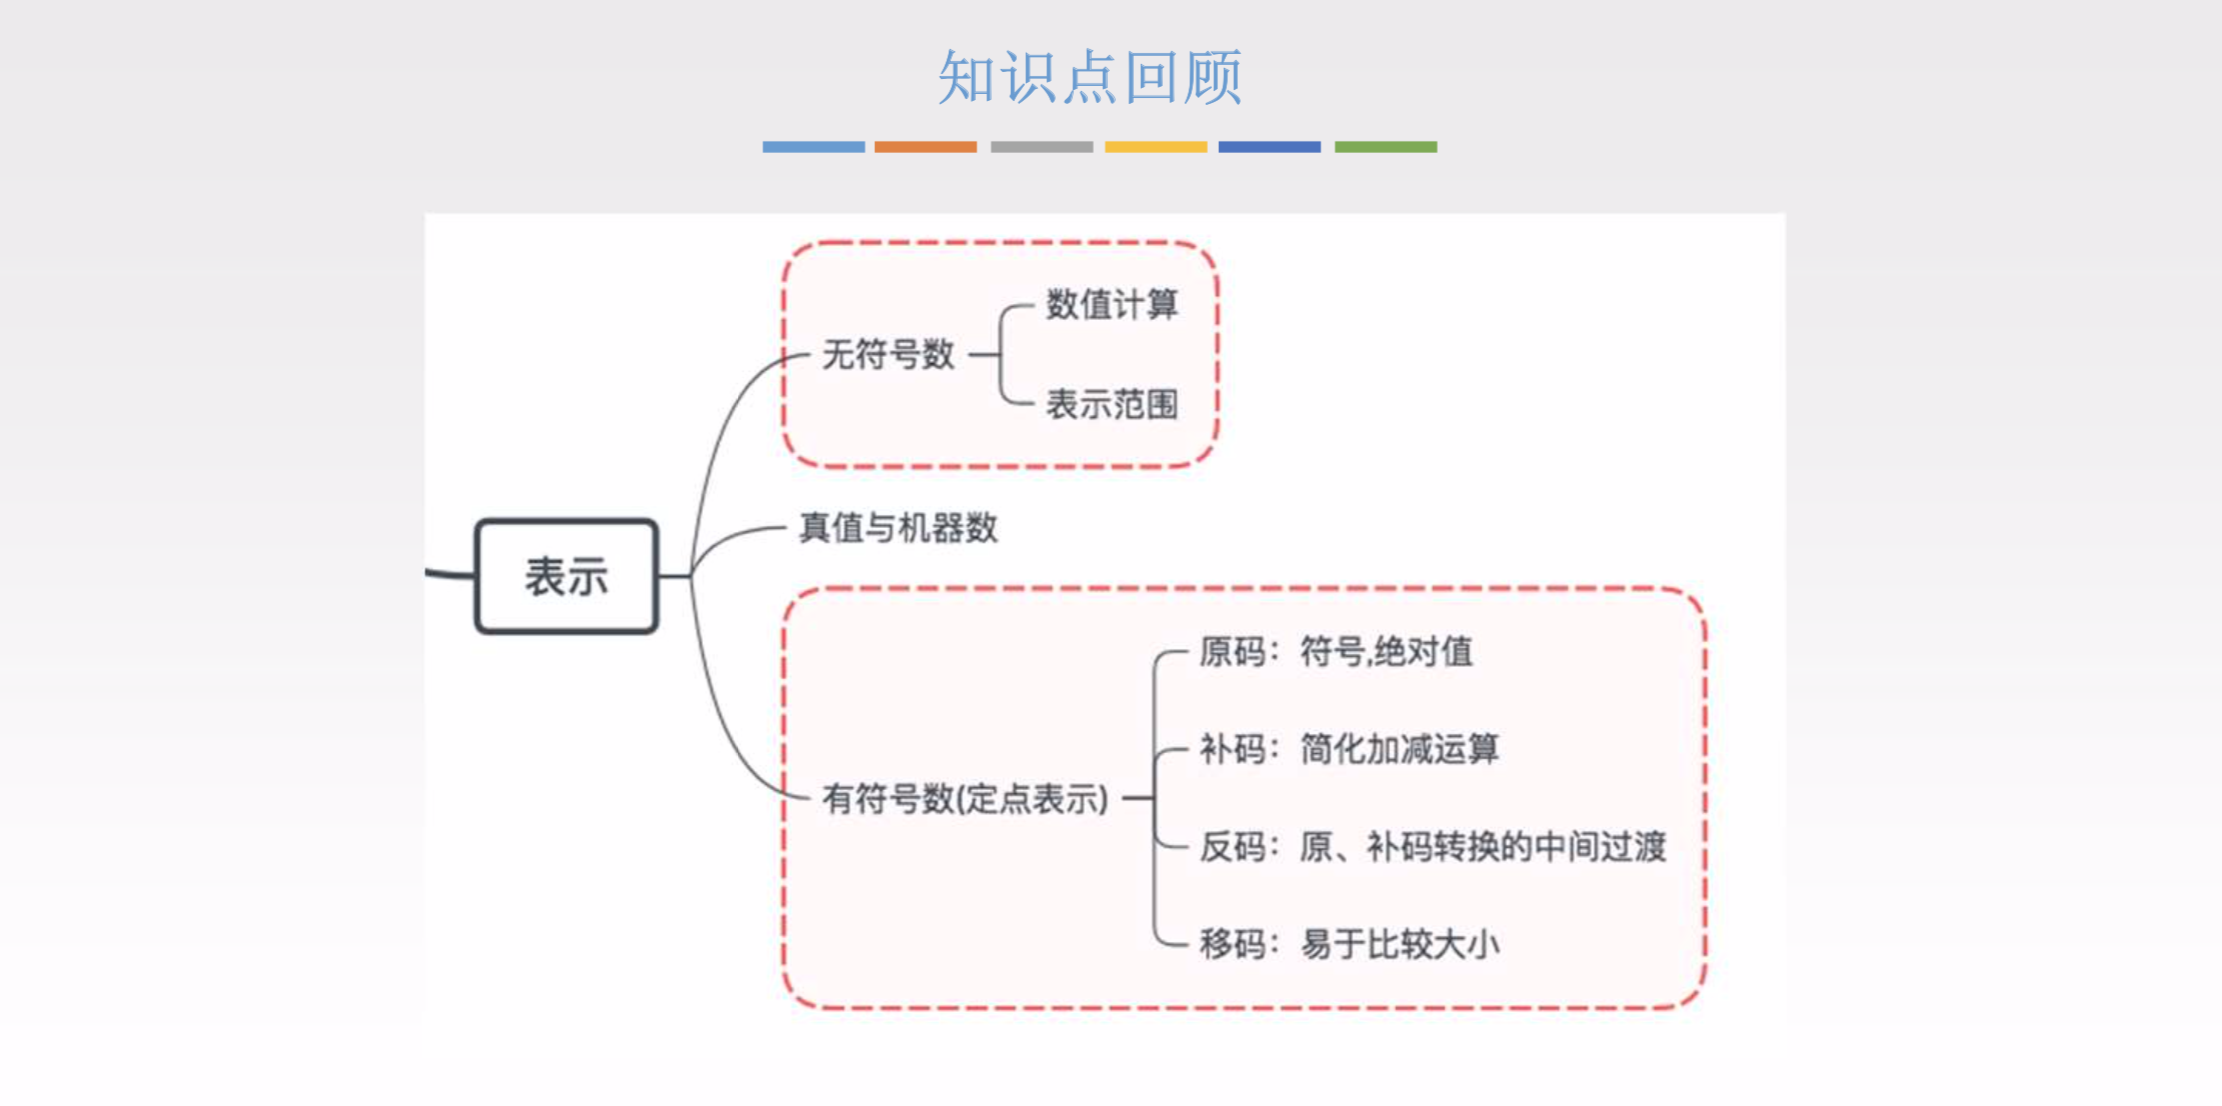 知识点回顾
数值计算
无符号数
表示范围
真值与机器数
表示
原码：符号,绝对值
补码：简化加减运算
有符号数(定点表示)
反码：原、补码转换的中间过渡
移码：易于比较大小